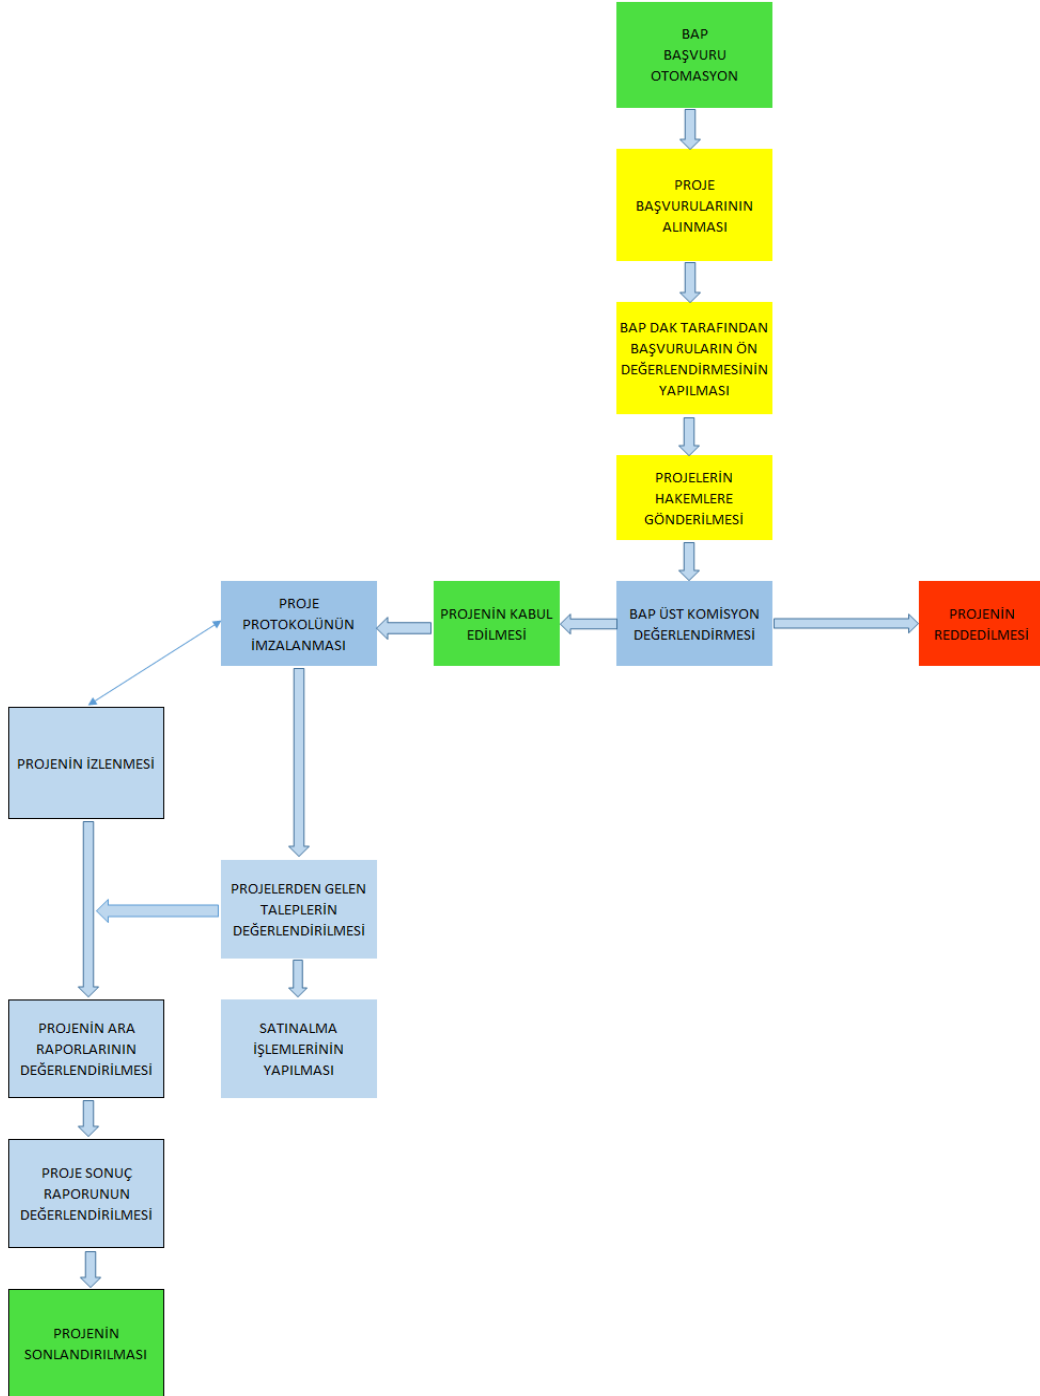 BAP
BAŞVURU
OTOMASYON
PROJE
BAŞVURULARININ
ALINMASI
BAP DAK TARAFINDAN
BAŞVURULARIN ÖN
DEĞERLENDİRMESİNİN
YAPILMASI
PROJELERİN
HAKEMLERE
GÖNDERİLMESİ
PROJE
PROTOKOLÜNÜN
İMZALANMASI
PROJENİN KABUL
EDİLMESİ
BAP ÜST KOMİSYON
DEĞERLENDİRMESİ
PROJENİN
REDDEDİLMESİ
PROJENİN İZLENMESİ
PROJELERDEN GELEN
TALEPLERİN
DEĞERLENDİRİLMESİ
PROJENİN ARA
RAPORLARININ
DEĞERLENDİRİLMESİ
SATINALMA
İŞLEMLERİNİN
YAPILMASI
PROJE SONUÇ
RAPORUNUN
DEĞERLENDİRİLMESİ
PROJENİN
SONLANDIRILMASI